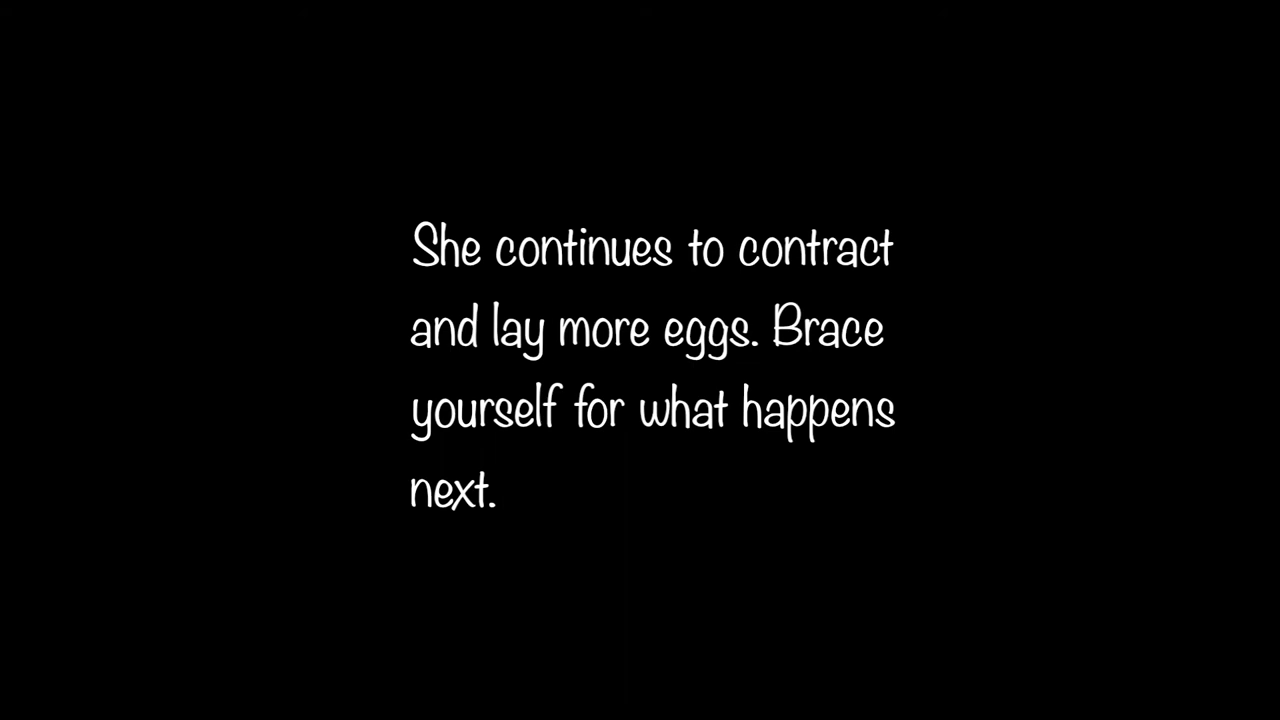 She continues to contract
and lay more eggs. Brace
yourself for what happens
next.